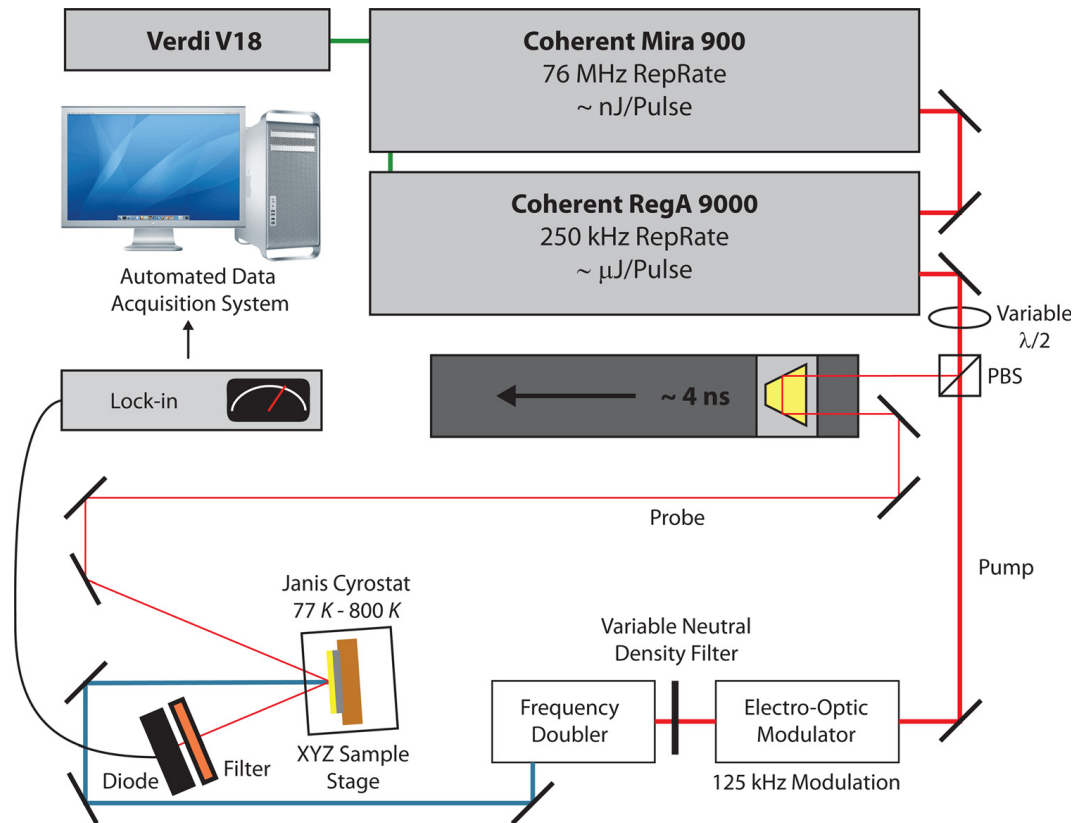 Verdi V18
Coherent Mira 900
76 MHz RepRate
~ nJ/Pulse
Coherent RegA 9000
250 kHz RepRate
~ μJ/Pulse
Automated Data
Acquisition System
Variable
λ/2
PBS
Lock-in
~ 4 ns
Probe
Pump
Janis Cyrostat
77 K - 800 K
Variable Neutral
Density Filter
Frequency
Doubler
Electro-Optic
Modulator
125 kHz Modulation
XYZ Sample
Stage
Filter
Diode